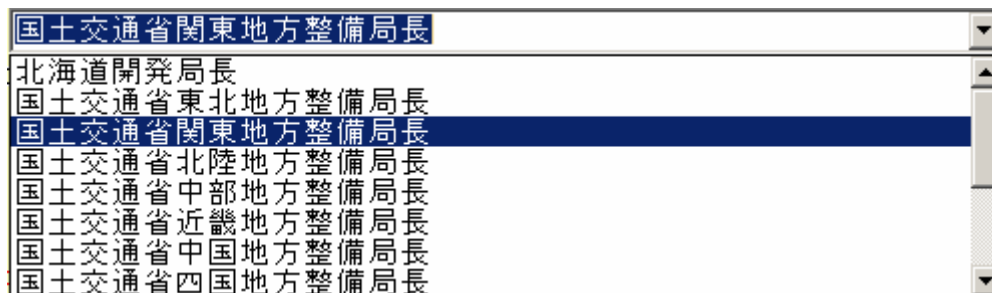 国土交通省関東地方整備局長
北海道開発局長
国土交通省東北地方整備局長
国土交通省関東地方整備局長
国土交通省北陸地方整備局長
国土交通省中部地方整備局長
国土交通省近畿地方整備局長
国土交通省中国地方整備局長
国土交通省四国地方整備局長